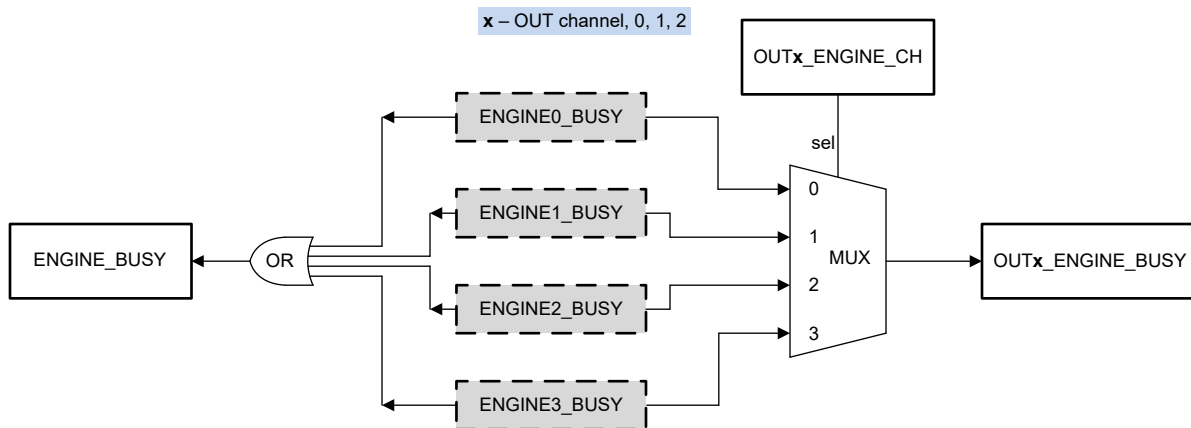 x – OUT channel, 0, 1, 2
OUTx_ENGINE_CH
ENGINE0_BUSY
sel
0
ENGINE1_BUSY
1
ENGINE_BUSY
OR
MUX
OUTx_ENGINE_BUSY
2
ENGINE2_BUSY
3
ENGINE3_BUSY